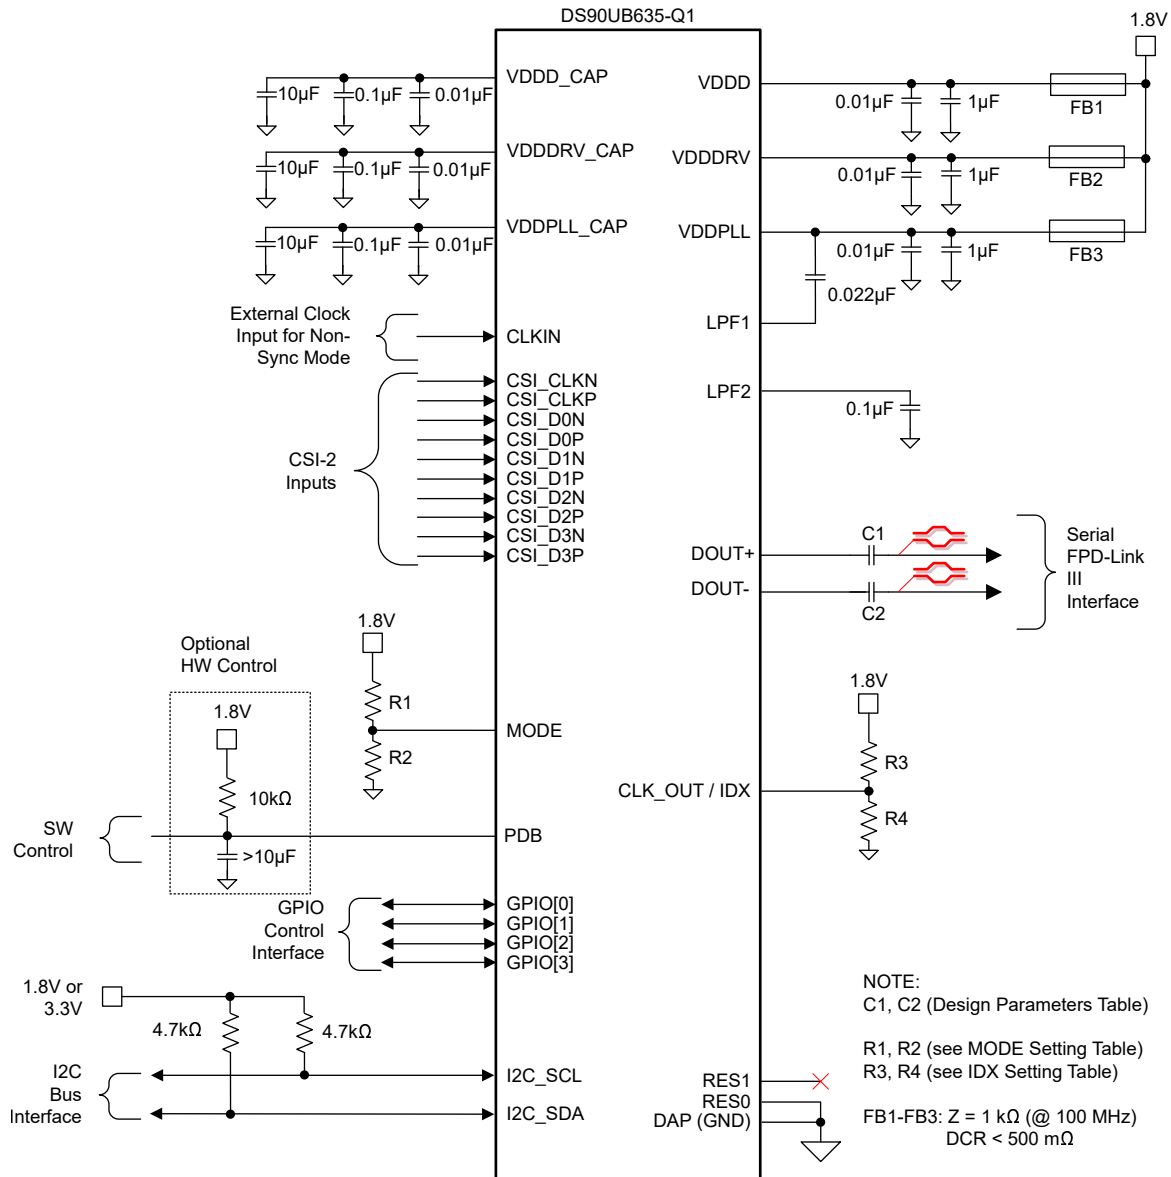 DS90UB635-Q1
1.8V
VDDD_CAP
10µF
0.1µF
0.01µF
VDDD
0.01µF
1µF
FB1
VDDDRV_CAP
10µF
0.1µF
0.01µF
VDDDRV
0.01µF
1µF
FB2
VDDPLL_CAP
10µF
0.1µF
0.01µF
VDDPLL
0.01µF
1µF
FB3
0.022µF
External Clock
Input for Non-
Sync Mode
CLKIN
LPF1
CSI-2
Inputs
CSI_CLKN
CSI_CLKP
CSI_D0N
CSI_D0P
CSI_D1N
CSI_D1P
CSI_D2N
CSI_D2P
CSI_D3N
CSI_D3P
LPF2
0.1µF
DOUT+
C1
DOUT-
C2
Serial
FPD-Link
III
Interface
1.8V
R1
R2
MODE
Optional
HW Control
1.8V
10kΩ
>10µF
SW
Control
PDB
1.8V
R3
R4
CLK_OUT / IDX
GPIO
Control
Interface
GPIO[0]
GPIO[1]
GPIO[2]
GPIO[3]
1.8V or
3.3V
4.7kΩ
4.7kΩ
I2C
Bus
Interface
I2C_SCL
I2C_SDA
RES1
RES0
DAP (GND)
NOTE:
C1, C2 (Design Parameters Table)
R1, R2 (see MODE Setting Table)
R3, R4 (see IDX Setting Table)
FB1-FB3: Z = 1 kΩ (@ 100 MHz)
DCR < 500 mΩ